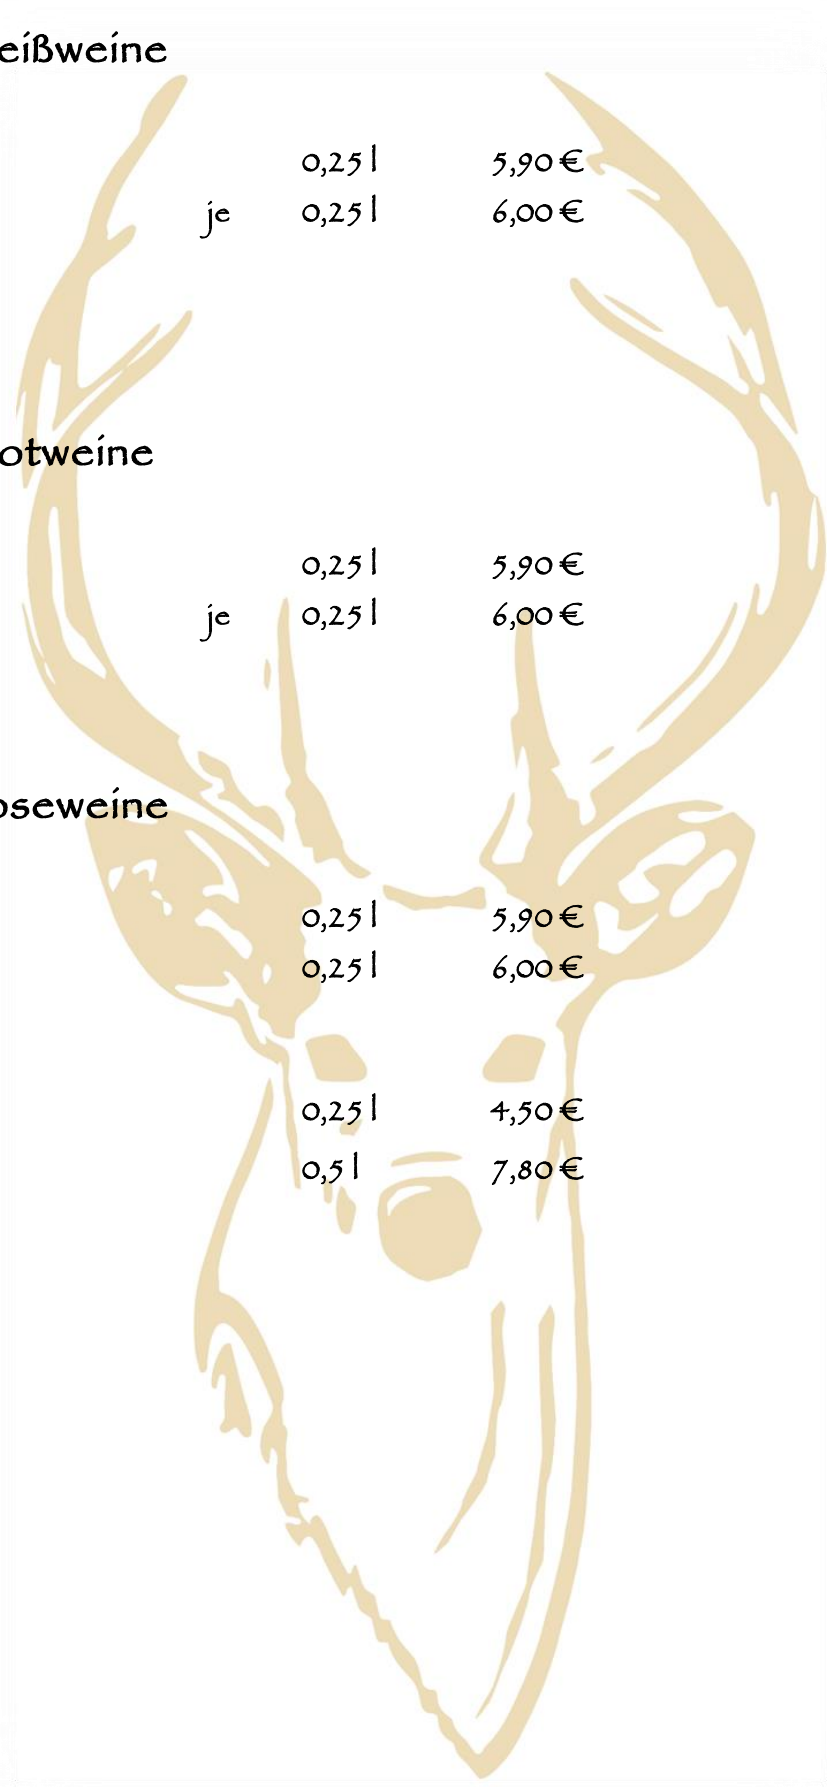 eißweine
0,25 l 5,90 €
je 0,25 l 6,00 €
otweine
0,25 l 5,90 €
je 0,25 l 6,00 €
oseweine
0,25 l 5,90 €
0,25 l 6,00 €
0,25 l 4,50 €
0,5 l 7,80 €